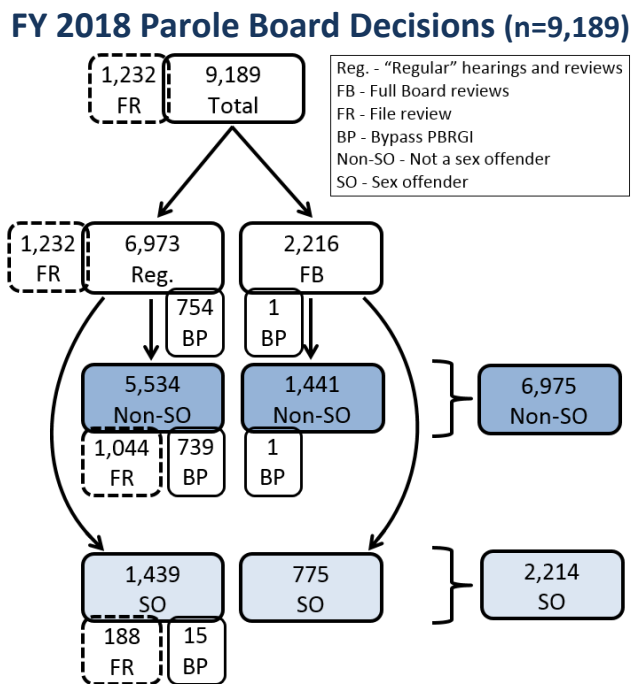 FY 2018 Parole Board Decisions (n=9,189)
1,232
FR
9,189
Total
Reg. - “Regular” hearings and reviews
FB - Full Board reviews
FR - File review
BP - Bypass PBRGI
Non-SO - Not a sex offender
SO - Sex offender
1,232
FR
6,973
Reg.
2,216
FB
754
BP
1
BP
5,534
Non-SO
1,441
Non-SO
6,975
Non-SO
1,044
FR
739
BP
1
BP
1,439
SO
775
SO
2,214
SO
188
FR
15
BP